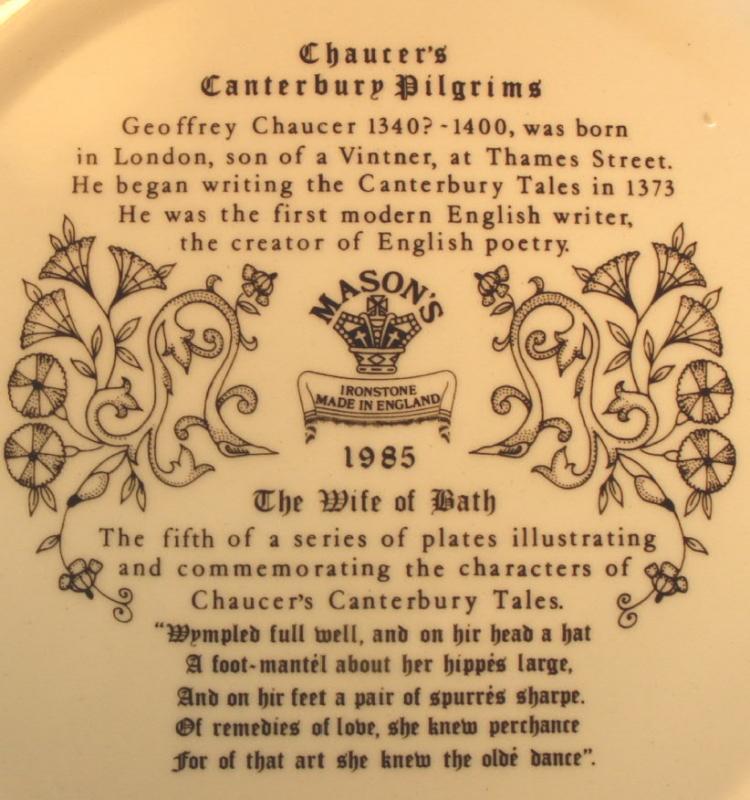 Chaucer's
Canterbury Pilgrims
Geoffrey Chaucer 1340? - 1400, was born
in London, son of a Vintner, at Thames Street.
He began writing the Canterbury Tales in 1373
He was the first modern English writer,
the creator of English poetry.
MASON'S
IRONSTONE
MADE IN ENGLAND
1985
The Wife of Bath
The fifth of a series of plates illustrating
and commemorating the characters of
Chaucer's Canterbury Tales.
"Wympled full well, and on hir head a hat
A foot-mantél about her hippés large,
And on hir feet a pair of spurrés sharpe.
Of remedies of love, she knew perchance
For of that art she knew the oldé dance".